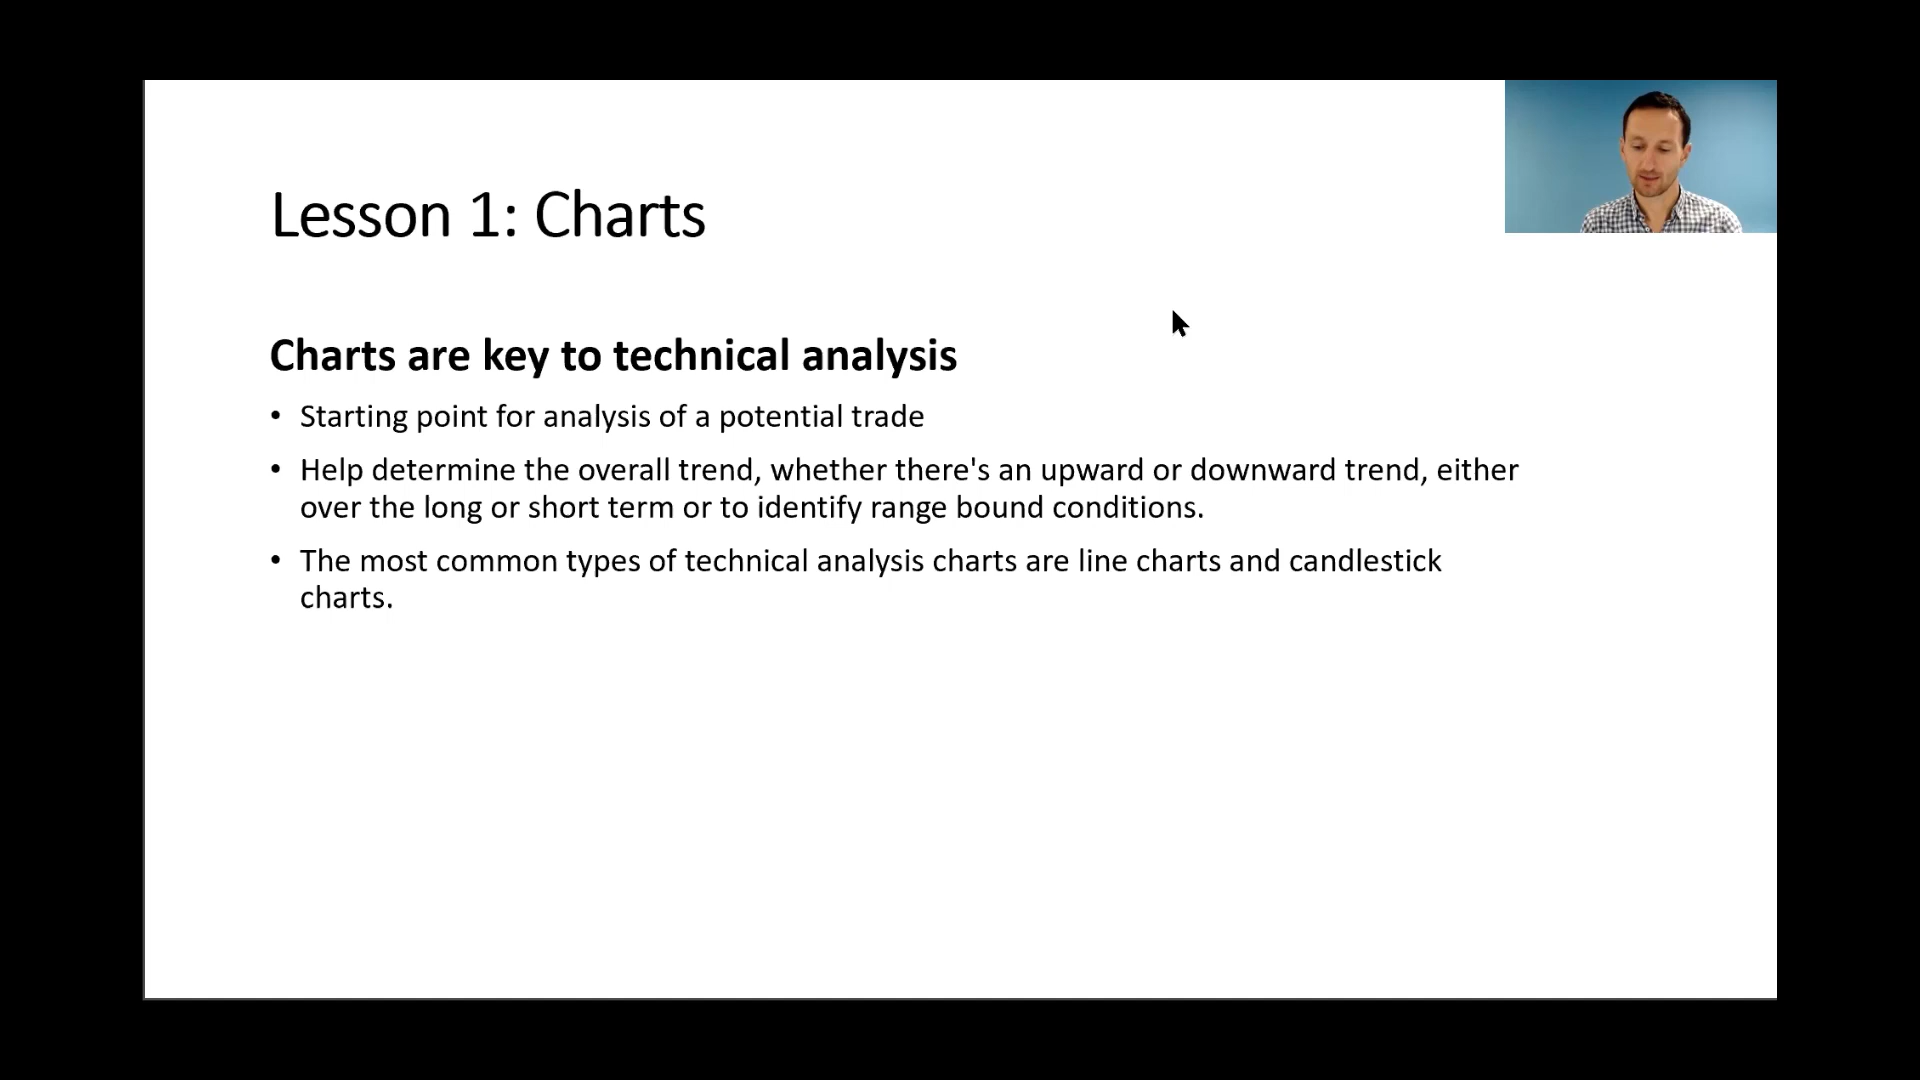 Lesson 1: Charts
Charts are key to technical analysis
• Starting point for analysis of a potential trade
• Help determine the overall trend, whether there's an upward or downward trend, either
over the long or short term or to identify range bound conditions.
• The most common types of technical analysis charts are line charts and candlestick
charts.